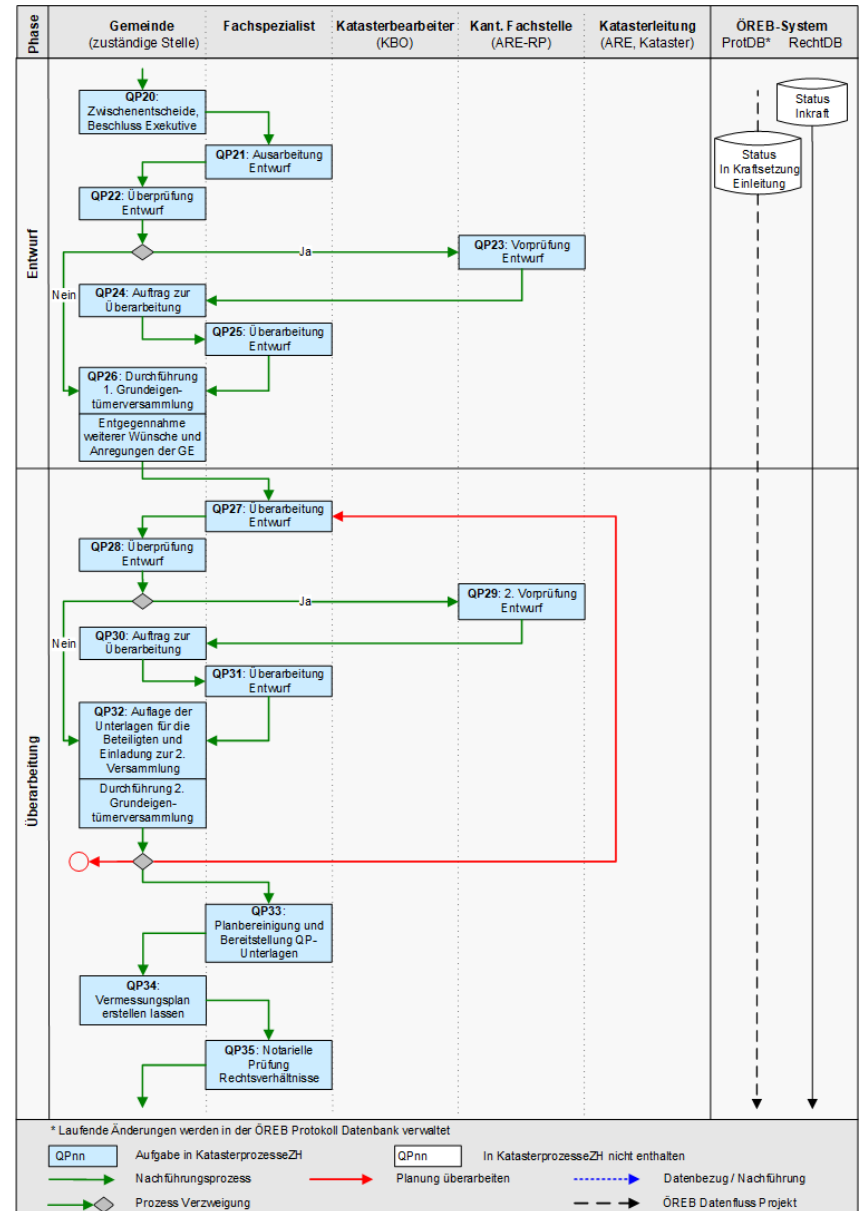 Phase
Gemeinde
(zuständige Stelle)
Fachspezialist
Katasterbearbeiter
(KBO)
Kant. Fachstelle
(ARE-RP)
Katasterleitung
(ARE, Kataster)
ÖREB-System
ProtDB* RechtDB
Entwurf
QP20:
Zwischenentscheide,
Beschluss Exekutive
Status
Inkraft
Status
In Kraftsetzung
Einleitung
QP21: Ausarbeitung
Entwurf
QP22: Überprüfung
Entwurf
Ja
QP23: Vorprüfung
Entwurf
Nein
QP24: Auftrag zur
Überarbeitung
QP25: Überarbeitung
Entwurf
QP26: Durchführung
1. Grundeigen-
tümerversammlung
Entgegennahme
weiterer Wünsche und
Anregungen der GE
Überarbeitung
QP27: Überarbeitung
Entwurf
QP28: Überprüfung
Entwurf
Ja
QP29: 2. Vorprüfung
Entwurf
Nein
QP30: Auftrag zur
Überarbeitung
QP31: Überarbeitung
Entwurf
QP32: Auflage der
Unterlagen für die
Beteiligten und
Einladung zur 2.
Versammlung
Durchführung 2.
Grundeigen-
tümerversammlung
QP33:
Planbereinigung und
Bereitstellung QP-
Unterlagen
QP34:
Vermessungsplan
erstellen lassen
QP35: Notarielle
Prüfung
Rechtsverhältnisse
* Laufende Änderungen werden in der ÖREB Protokoll Datenbank verwaltet
QPnn Aufgabe in KatasterprozesseZH QPnn In KatasterprozesseZH nicht enthalten
Nachführungsprozess Planung überarbeiten Datenbezug / Nachführung
Prozess Verzweigung ÖREB Datenfluss Projekt